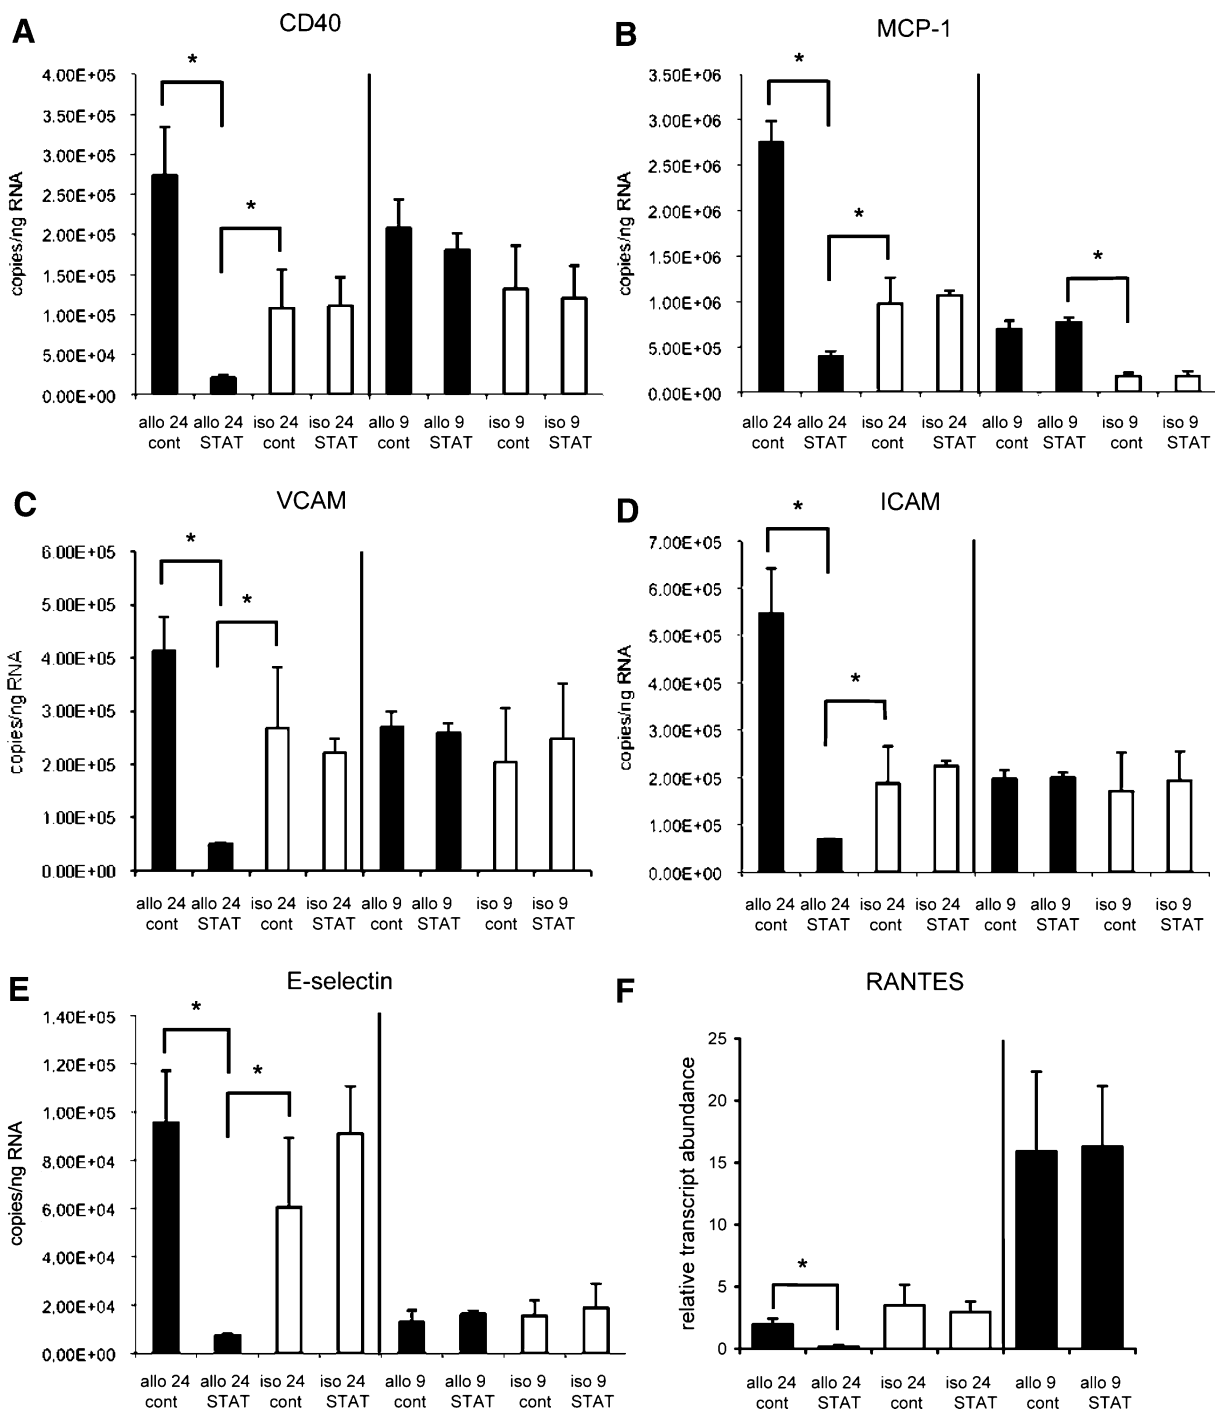 A
CD40
*
*
copies/ng RNA
4.00E+05
3.50E+05
3.00E+05
2.50E+05
2.00E+05
1.50E+05
1.00E+05
5.00E+04
0.00E+00
allo 24 allo 24 iso 24 iso 24 allo 9 allo 9 iso 9 iso 9
cont STAT cont STAT cont STAT cont STAT
B
MCP-1
*
*
*
copies/ng RNA
3.50E+06
3.00E+06
2.50E+06
2.00E+06
1.50E+06
1.00E+06
5.00E+05
0.00E+00
allo 24 allo 24 iso 24 iso 24 allo 9 allo 9 iso 9 iso 9
cont STAT cont STAT cont STAT cont STAT
C
VCAM
*
*
copies/ng RNA
6.00E+05
5.00E+05
4.00E+05
3.00E+05
2.00E+05
1.00E+05
0.00E+00
allo 24 allo 24 iso 24 iso 24 allo 9 allo 9 iso 9 iso 9
cont STAT cont STAT cont STAT cont STAT
D
ICAM
*
*
copies/ng RNA
7.00E+05
6.00E+05
5.00E+05
4.00E+05
3.00E+05
2.00E+05
1.00E+05
0.00E+00
allo 24 allo 24 iso 24 iso 24 allo 9 allo 9 iso 9 iso 9
cont STAT cont STAT cont STAT cont STAT
E
E-selectin
*
*
copies/ng RNA
1.40E+05
1.20E+05
1.00E+05
8.00E+04
6.00E+04
4.00E+04
2.00E+04
0.00E+00
allo 24 allo 24 iso 24 iso 24 allo 9 allo 9 iso 9 iso 9
cont STAT cont STAT cont STAT cont STAT
F
RANTES
*
relative transcript abundance
25
20
15
10
5
0
allo 24 allo 24 iso 24 iso 24 allo 9 allo 9
cont STAT cont STAT cont STAT